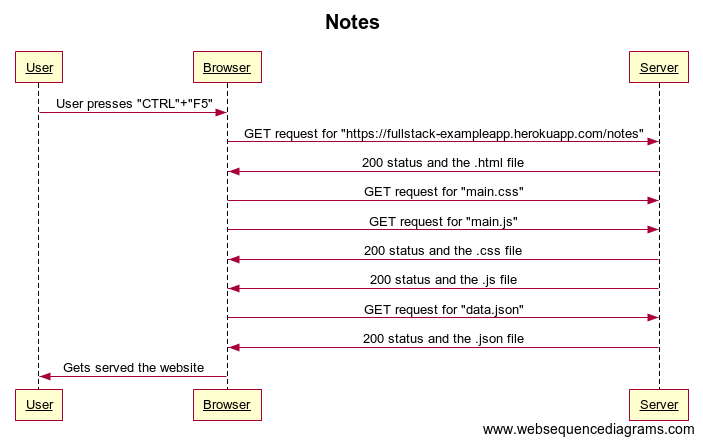 Notes
User Browser Server
User presses "CTRL"+"F5"
GET request for "https://fullstack-exampleapp.herokuapp.com/notes"
200 status and the .html file
GET request for "main.css"
GET request for "main.js"
200 status and the .css file
200 status and the .js file
GET request for "data.json"
200 status and the .json file
Gets served the website
User Browser Server
www.websequencediagrams.com